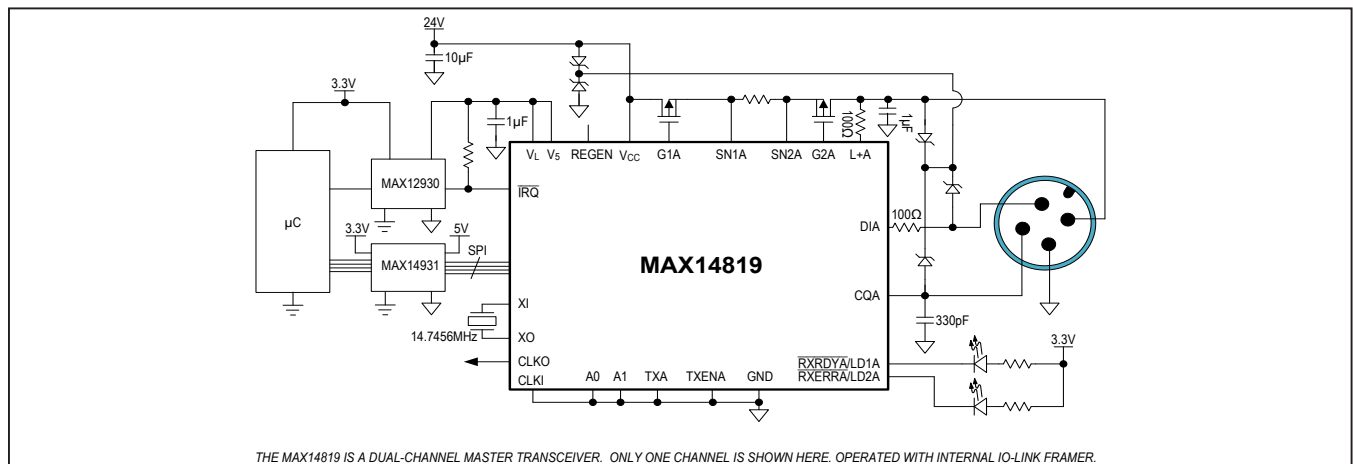 24V
10µF
3.3V
1µF
100Ω
1µF
VL V5 REGEN VCC G1A SN1A SN2A G2A L+A
MAX12930
IRQ
µC
DIA
100Ω
3.3V
5V
SPI
MAX14931
MAX14819
CQA
XI
330pF
14.7456MHz
XO
3.3V
CLKO
RXRDYA/LD1A
CLKI
A0 A1 TXA TXENA GND
RXERRA/LD2A
THE MAX14819 IS A DUAL-CHANNEL MASTER TRANSCEIVER. ONLY ONE CHANNEL IS SHOWN HERE, OPERATED WITH INTERNAL IO-LINK FRAMER.